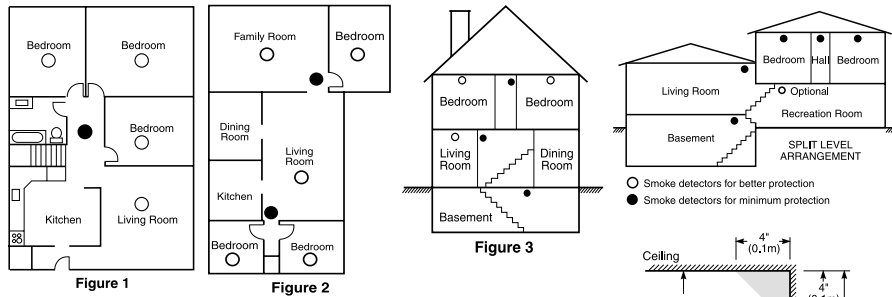 Bedroom
Bedroom
Bedroom
Kitchen
Living Room
Figure 1
Family Room
Bedroom
Dining
Room
Living
Room
Kitchen
Bedroom
Bedroom
Figure 2
Bedroom
Bedroom
Living
Room
Dining
Room
Basement
Figure 3
Bedroom
Hall
Bedroom
Living Room
Optional
Recreation Room
Basement
SPLIT LEVEL
ARRANGEMENT
Smoke detectors for better protection
Smoke detectors for minimum protection
Ceiling
4"
(0.1m)
4"